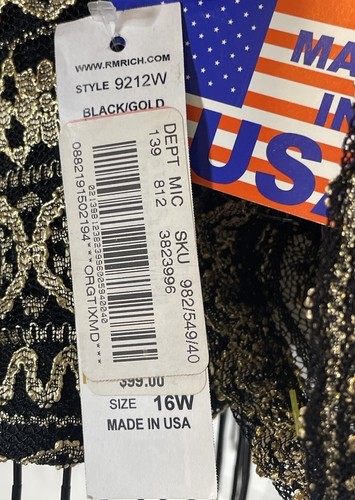 WWW.RMRICH.COM
STYLE 9212W
BLACK/GOLD
DEPT MIC SKU 982/549/40
139 812 3823996
0882191502194***ORGTIXMD***
$99.00
SIZE 16W
MADE IN USA
MA
IN
USA